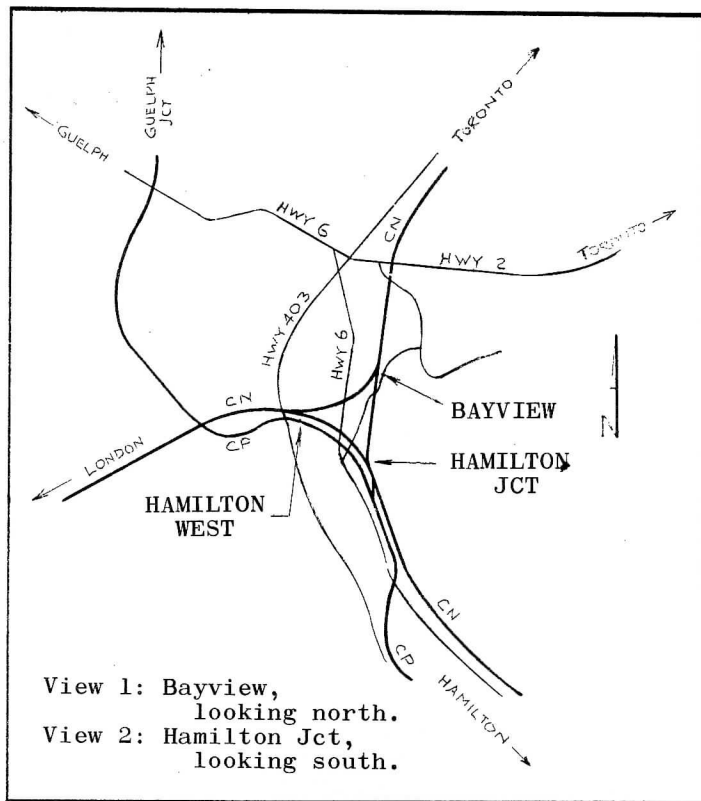 GUELPH
JCT
GUELPH
TORONTO
HWY 6
CN
HWY 2
TORONTO
HWY 403
HWY 6
BAYVIEW
CN
CP
LONDON
HAMILTON
JCT
HAMILTON
WEST
N
CN
CP
HAMILTON
View 1: Bayview,
looking north.
View 2: Hamilton Jct,
looking south.